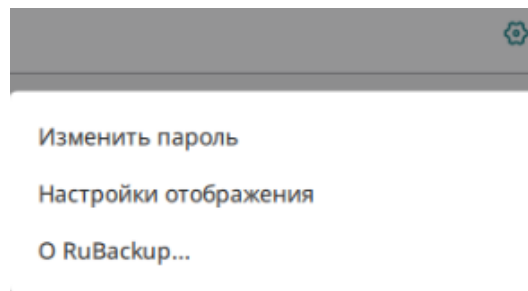 Изменить пароль
Настройки отображения
О RuBackup...